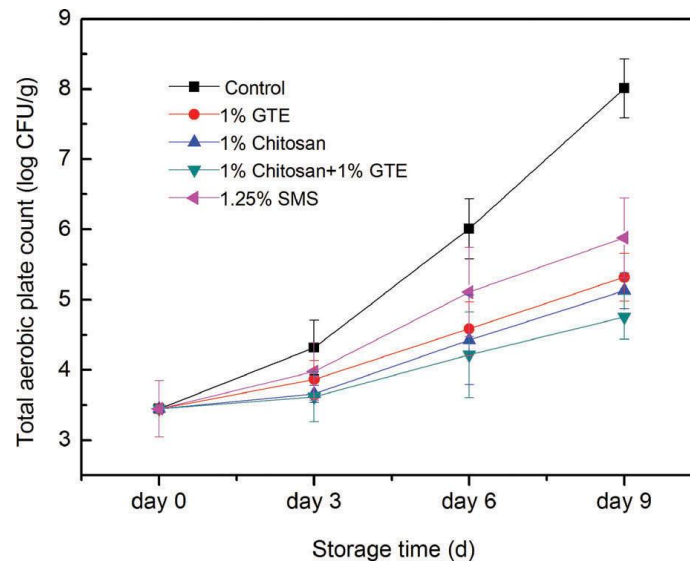 9
8
7
6
5
4
3
Total aerobic plate count (log CFU/g)
Control
1% GTE
1% Chitosan
1% Chitosan+1% GTE
1.25% SMS
day 0 day 3 day 6 day 9
Storage time (d)